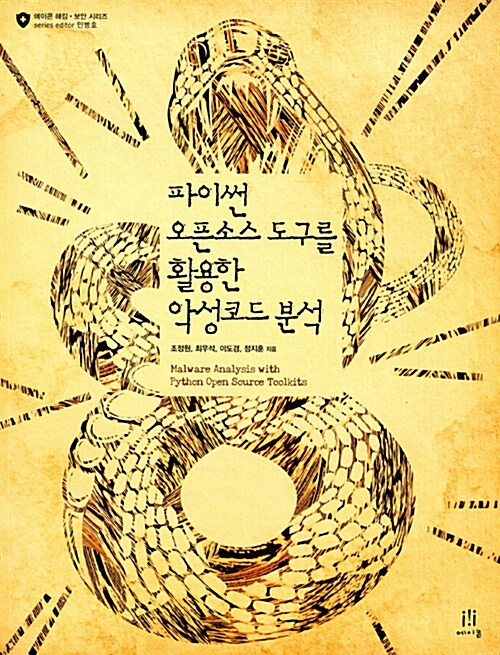 에이콘 해킹 · 보안 시리즈
series editor 민병호
파이썬
오픈소스 도구를
활용한
악성코드 분석
조정원, 최우석, 이도경, 정지훈 지음
Malware Analysis with
Python Open Source Toolkits
에이콘